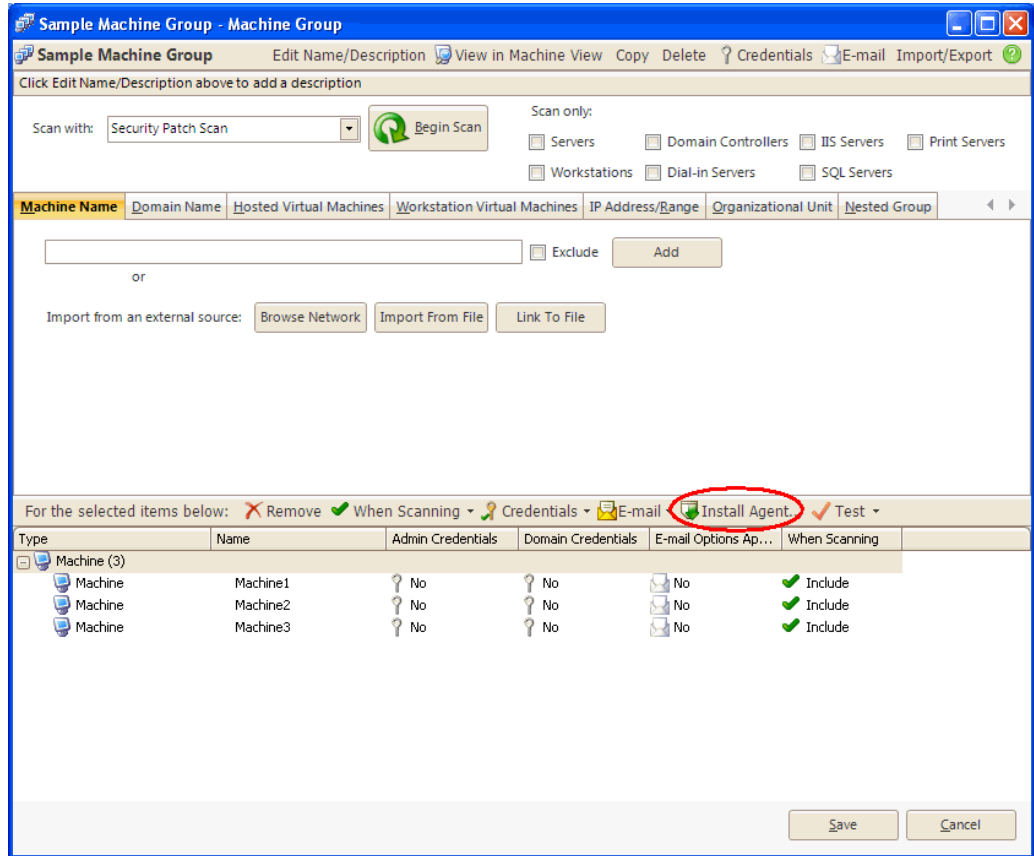 Sample Machine Group - Machine Group
Sample Machine Group Edit Name/Description View in Machine View Copy Delete Credentials E-mail Import/Export ?
Click Edit Name/Description above to add a description
Scan only:
Scan with: Security Patch Scan Begin Scan
Servers Domain Controllers IIS Servers Print Servers
Workstations Dial-in Servers SQL Servers
Machine Name Domain Name Hosted Virtual Machines Workstation Virtual Machines IP Address/Range Organizational Unit Nested Group
Exclude Add
or
Import from an external source: Browse Network Import From File Link To File
For the selected items below: Remove When Scanning Credentials E-mail Install Agent... Test
Type Name Admin Credentials Domain Credentials E-mail Options Ap... When Scanning
Machine (3)
Machine Machine1 No No No Include
Machine Machine2 No No No Include
Machine Machine3 No No No Include
Save Cancel